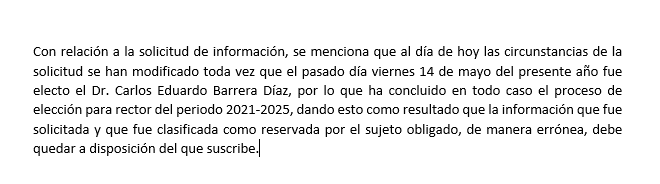 Con relación a la solicitud de información, se menciona que al día de hoy las circunstancias de la
solicitud se han modificado toda vez que el pasado día viernes 14 de mayo del presente año fue
electo el Dr. Carlos Eduardo Barrera Díaz, por lo que ha concluido en todo caso el proceso de
elección para rector del periodo 2021-2025, dando esto como resultado que la información que fue
solicitada y que fue clasificada como reservada por el sujeto obligado, de manera errónea, debe
quedar a disposición del que suscribe.